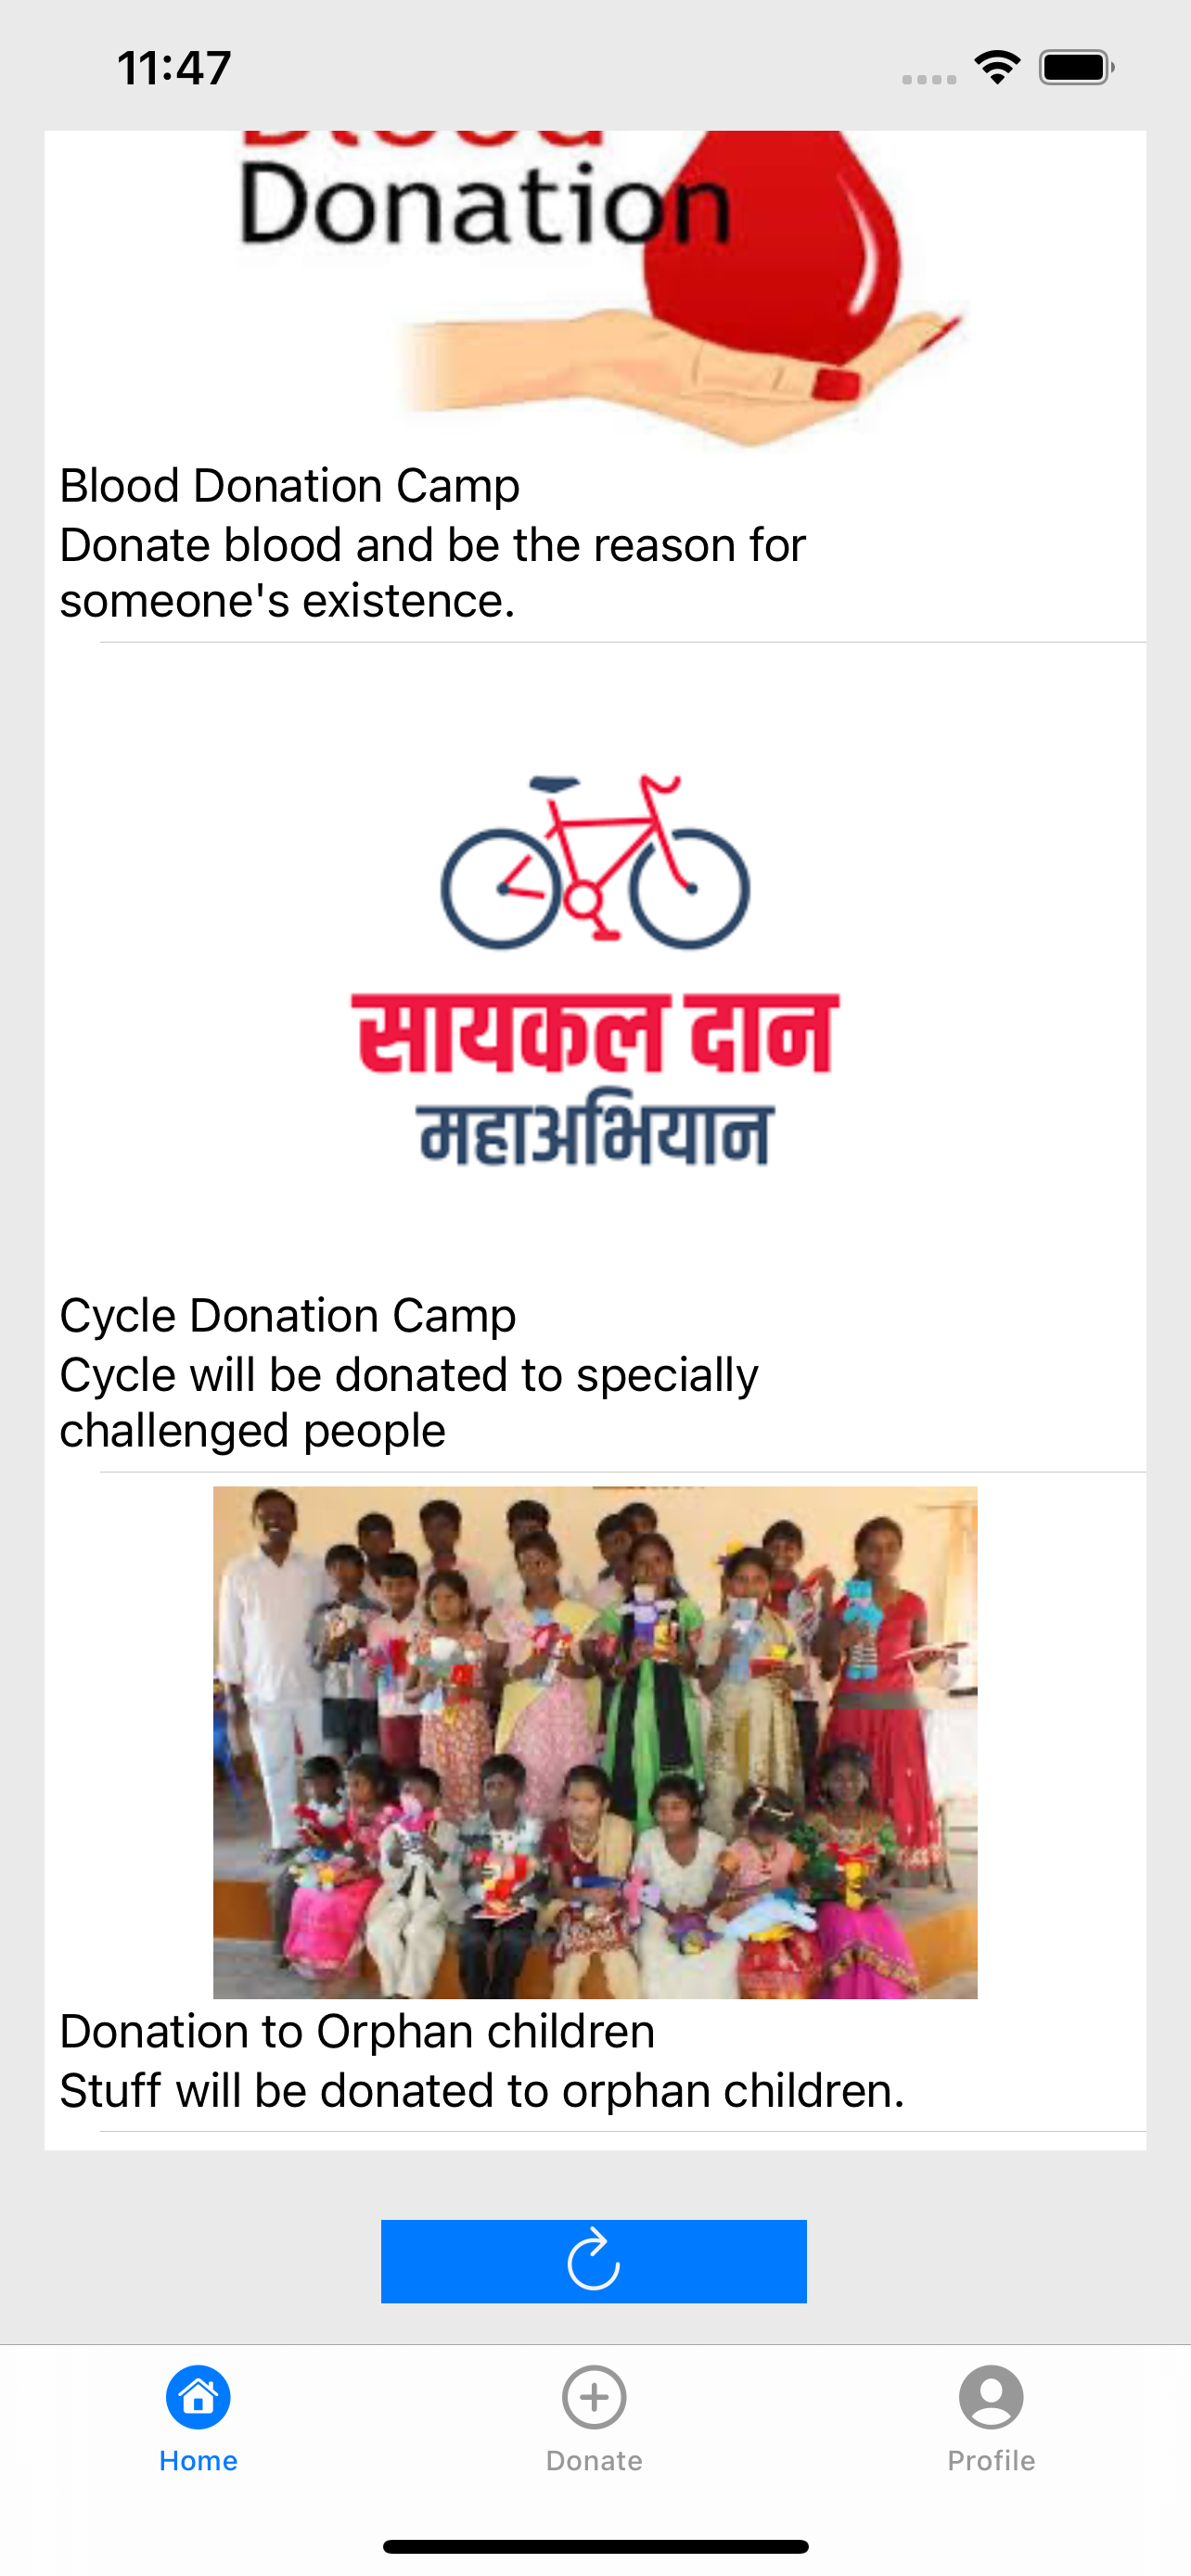 11:47
Blood
Donation
Blood Donation Camp
Donate blood and be the reason for
someone's existence.
सायकल दान
महाअभियान
Cycle Donation Camp
Cycle will be donated to specially
challenged people
Donation to Orphan children
Stuff will be donated to orphan children.
Home
Donate
Profile